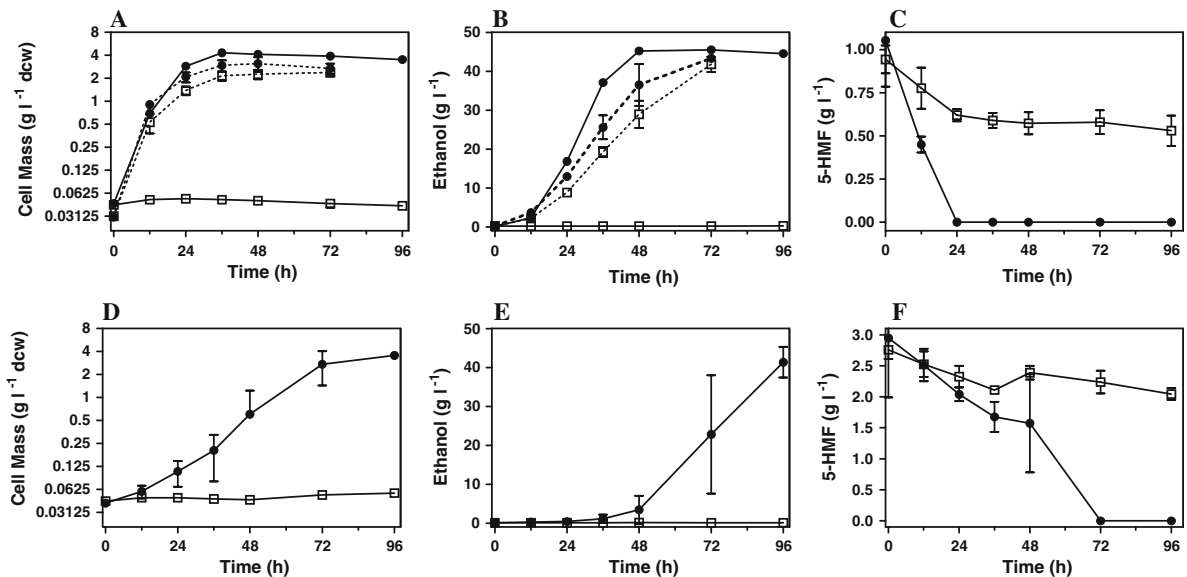 A
Cell Mass (g l⁻¹ dcw)
8
4
2
1
0.5
0.25
0.125
0.0625
0.03125
0 24 48 72 96
Time (h)
B
Ethanol (g l⁻¹)
50
40
30
20
10
0
0 24 48 72 96
Time (h)
C
5-HMF (g l⁻¹)
1.00
0.75
0.50
0.25
0.00
0 24 48 72 96
Time (h)
D
Cell Mass (g l⁻¹ dcw)
8
4
2
1
0.5
0.25
0.125
0.0625
0.03125
0 24 48 72 96
Time (h)
E
Ethanol (g l⁻¹)
50
40
30
20
10
0
0 24 48 72 96
Time (h)
F
5-HMF (g l⁻¹)
3.0
2.5
2.0
1.5
1.0
0.5
0.0
0 24 48 72 96
Time (h)